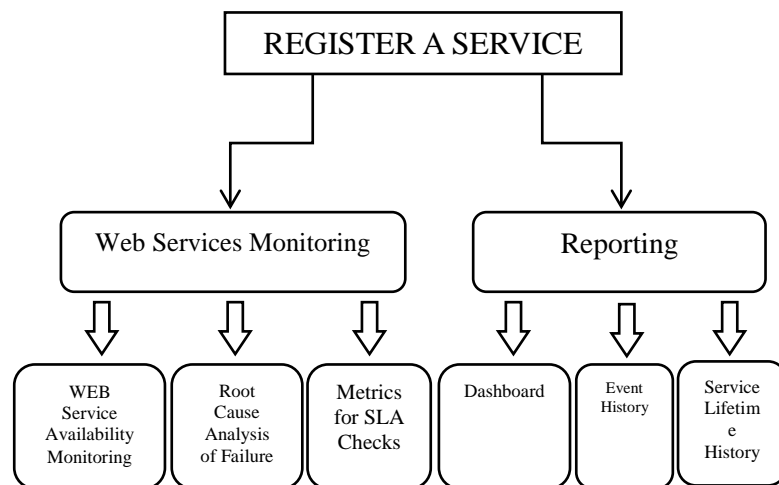 REGISTER A SERVICE
Web Services Monitoring
Reporting
WEB
Service
Availability
Monitoring
Root
Cause
Analysis
of Failure
Metrics
for SLA
Checks
Dashboard
Event
History
Service
Lifetim
e
History